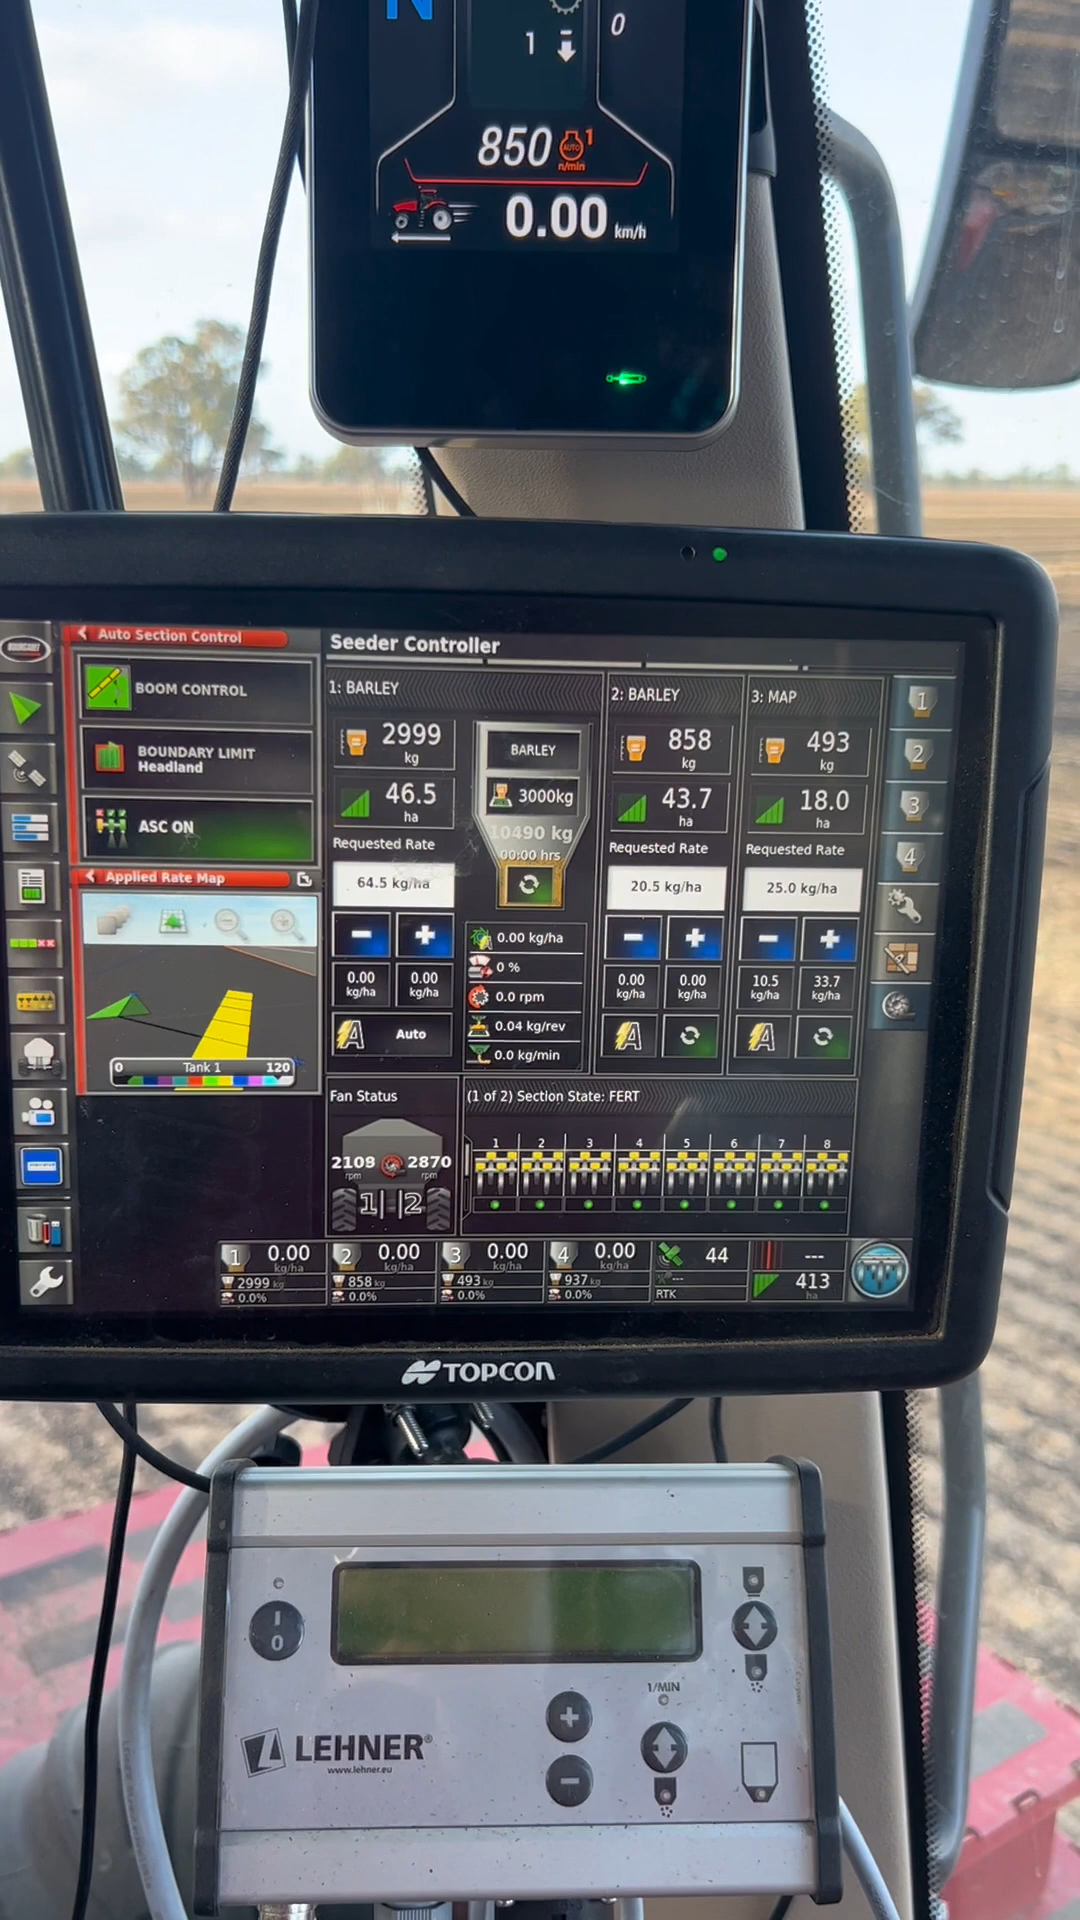 N
1
0
850
AUTO
1
n/min
0.00 km/h
Auto Section Control
BOOM CONTROL
BOUNDARY LIMIT
Headland
ASC ON
Applied Rate Map
0 Tank 1 120
Seeder Controller
1: BARLEY
2999
kg
46.5
ha
Requested Rate
64.5 kg/ha
0.00
kg/ha
0.00
kg/ha
Auto
BARLEY
3000kg
10490 kg
00:00 hrs
0.00 kg/ha
0 %
0.0 rpm
0.04 kg/rev
0.0 kg/min
2: BARLEY
858
kg
43.7
ha
Requested Rate
20.5 kg/ha
0.00
kg/ha
0.00
kg/ha
3: MAP
493
kg
18.0
ha
Requested Rate
25.0 kg/ha
10.5
kg/ha
33.7
kg/ha
1
2
3
4
Fan Status
2109 2870
rpm rpm
1 2
(1 of 2) Section State: FERT
1 2 3 4 5 6 7 8
1 0.00
kg/ha
2999 kg
0.0%
2 0.00
kg/ha
858 kg
0.0%
3 0.00
kg/ha
493 kg
0.0%
4 0.00
kg/ha
937 kg
0.0%
44
---
RTK
---
413
ha
TOPCON
I
0
LEHNER®
www.lehner.eu
1/MIN